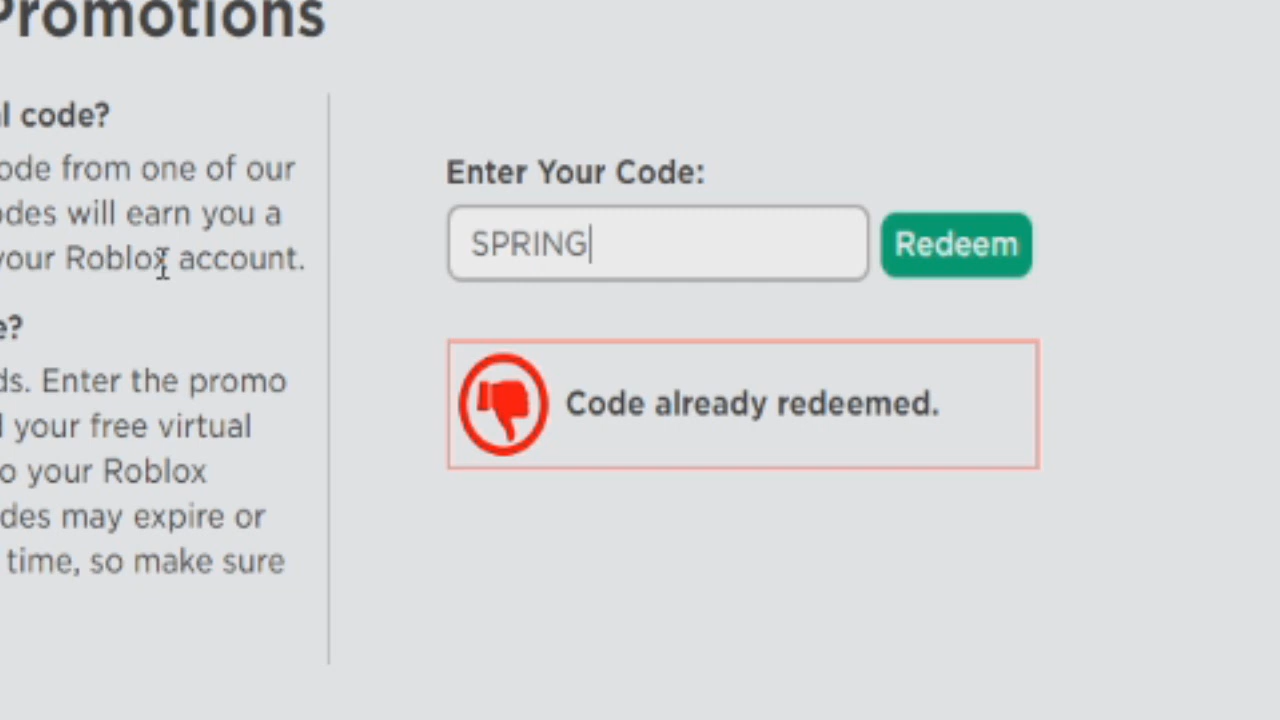 Promotions
al code?
ode from one of our
odes will earn you a
your Roblox account.
e?
ds. Enter the promo
d your free virtual
o your Roblox
des may expire or
time, so make sure
Enter Your Code:
SPRING
Redeem
Code already redeemed.